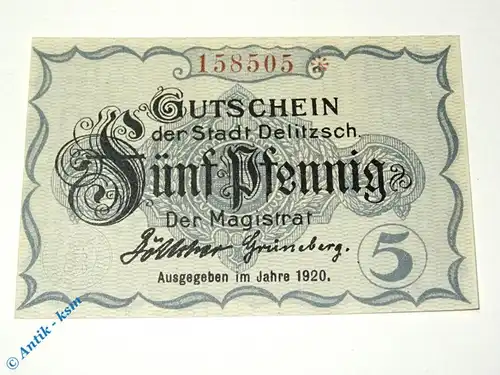 158505 *
GUTSCHEIN
der Stadt Delitzsch
Fünf Pfennig
Der Magistrat
Grüneberg.
5
Ausgegeben im Jahre 1920.
© Antik - ksm